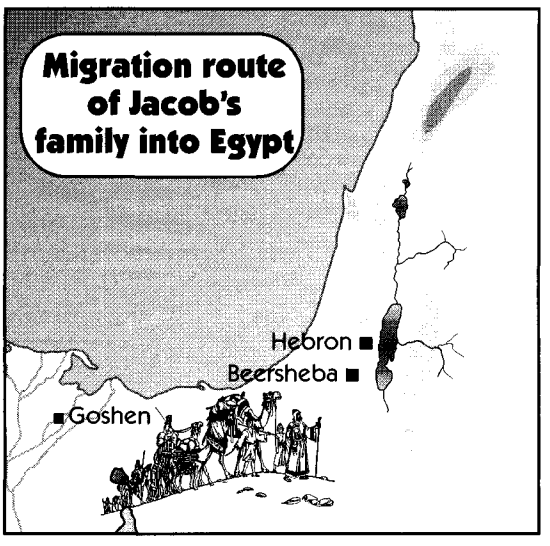 Migration route
of Jacob's
family into Egypt
Hebron
Beersheba
Goshen